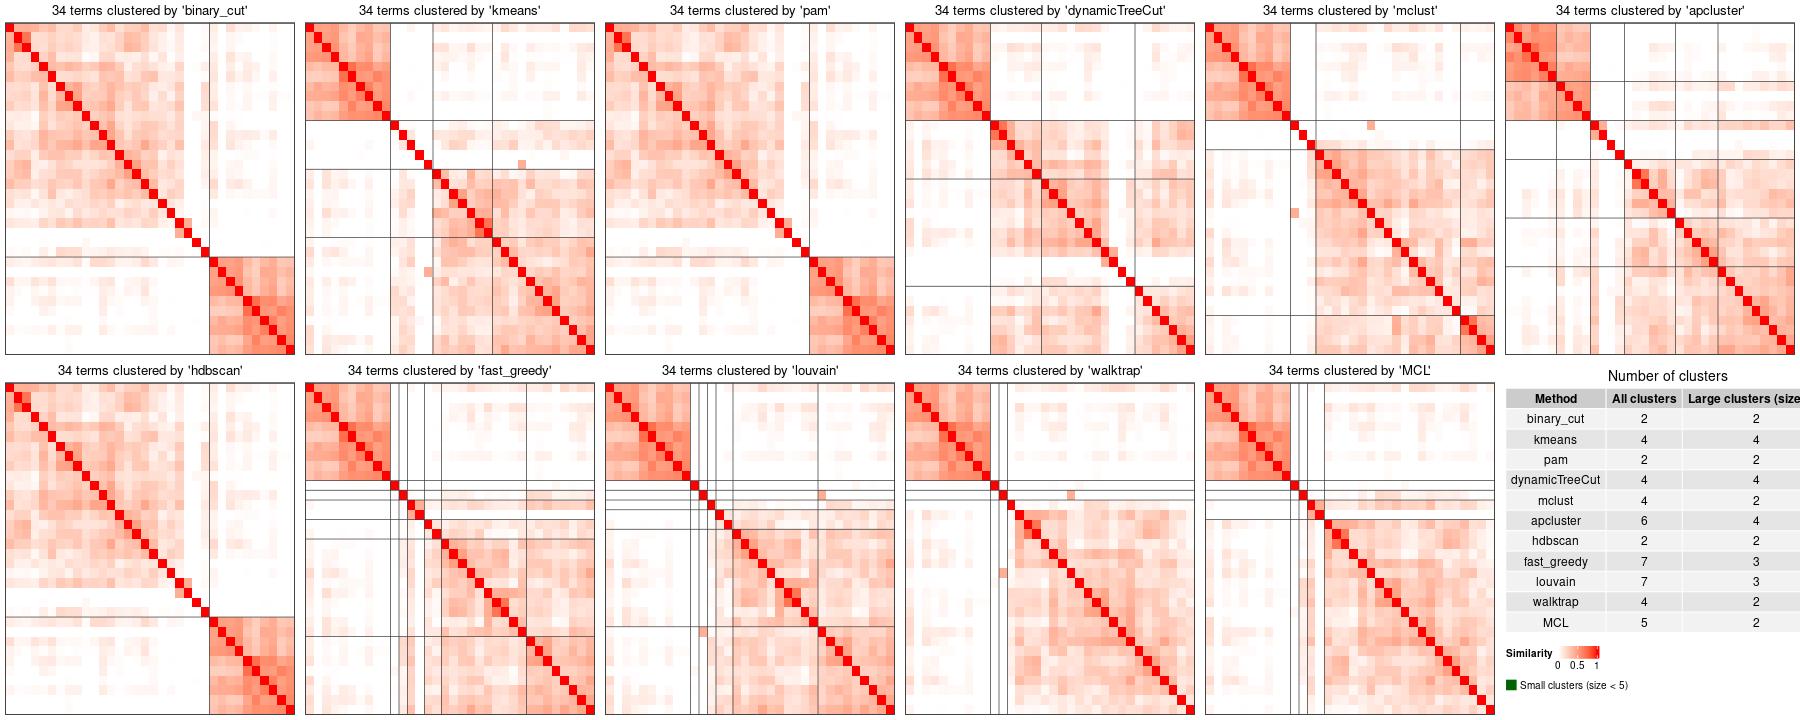 34 terms clustered by 'binary_cut'
34 terms clustered by 'kmeans'
34 terms clustered by 'pam'
34 terms clustered by 'dynamicTreeCut'
34 terms clustered by 'mclust'
34 terms clustered by 'apcluster'
34 terms clustered by 'hdbscan'
34 terms clustered by 'fast_greedy'
34 terms clustered by 'louvain'
34 terms clustered by 'walktrap'
34 terms clustered by 'MCL'
Number of clusters
Method All clusters Large clusters (size
binary_cut 2 2
kmeans 4 4
pam 2 2
dynamicTreeCut 4 4
mclust 4 2
apcluster 6 4
hdbscan 2 2
fast_greedy 7 3
louvain 7 3
walktrap 4 2
MCL 5 2
Similarity
0 0.5 1
Small clusters (size < 5)